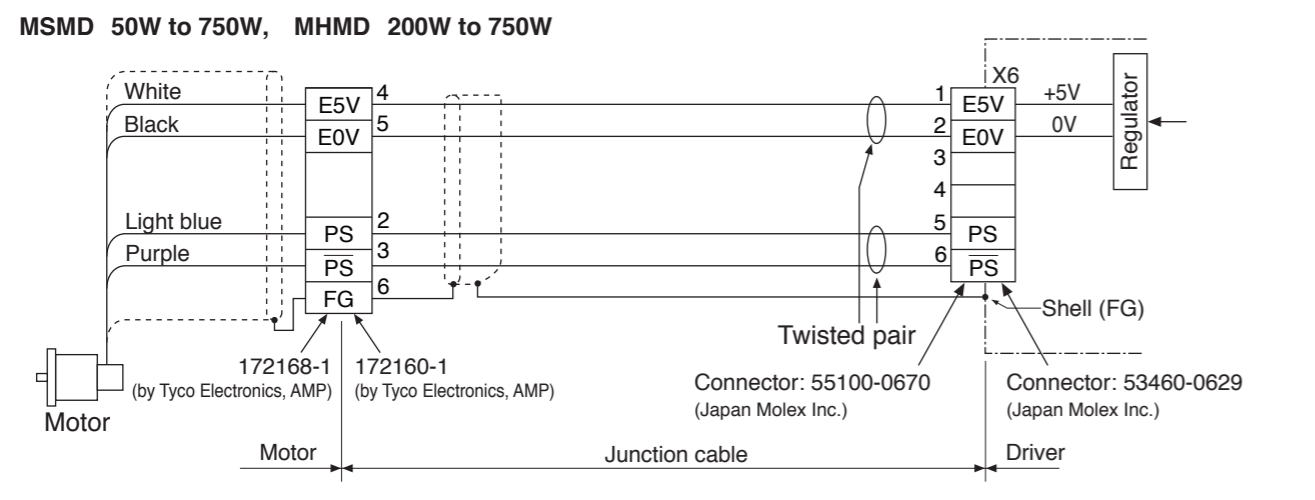 MSMD 50W to 750W, MHMD 200W to 750W
White
Black
Light blue
Purple
E5V
E0V
PS
PS
FG
4
5
2
3
6
1
2
3
4
5
6
X6
E5V
E0V
PS
PS
+5V
0V
Regulator
Shell (FG)
Twisted pair
172168-1
(by Tyco Electronics, AMP)
172160-1
(by Tyco Electronics, AMP)
Connector: 55100-0670
(Japan Molex Inc.)
Connector: 53460-0629
(Japan Molex Inc.)
Motor
Motor
Junction cable
Driver